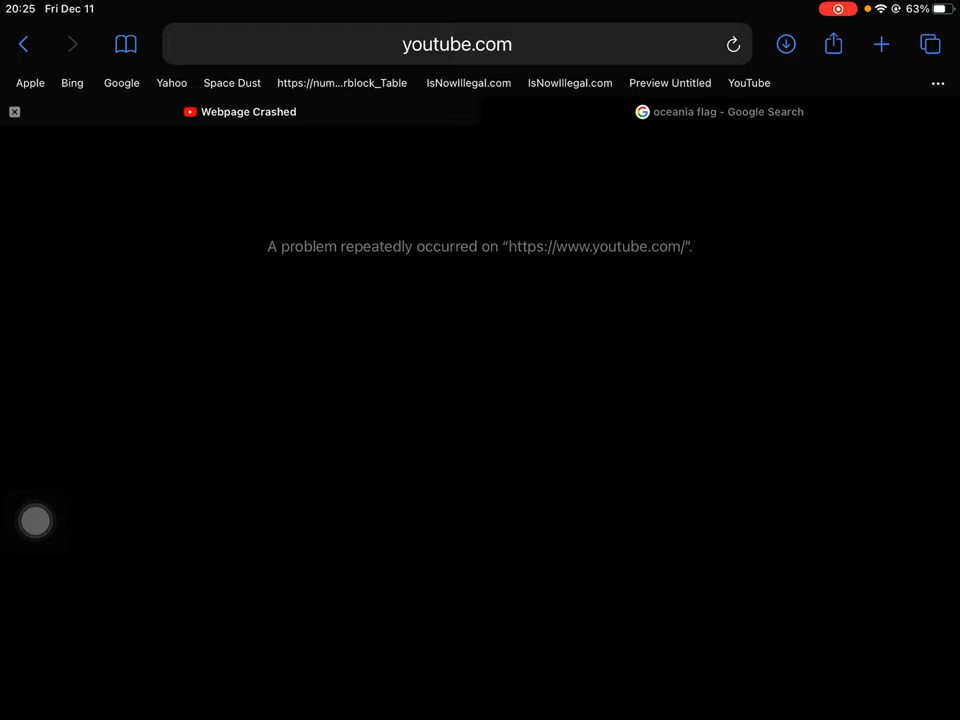 20:25 Fri Dec 11 63%
youtube.com
Apple Bing Google Yahoo Space Dust https://num...rblock_Table IsNowIllegal.com IsNowIllegal.com Preview Untitled YouTube
Webpage Crashed oceania flag - Google Search
A problem repeatedly occurred on “https://www.youtube.com/”.